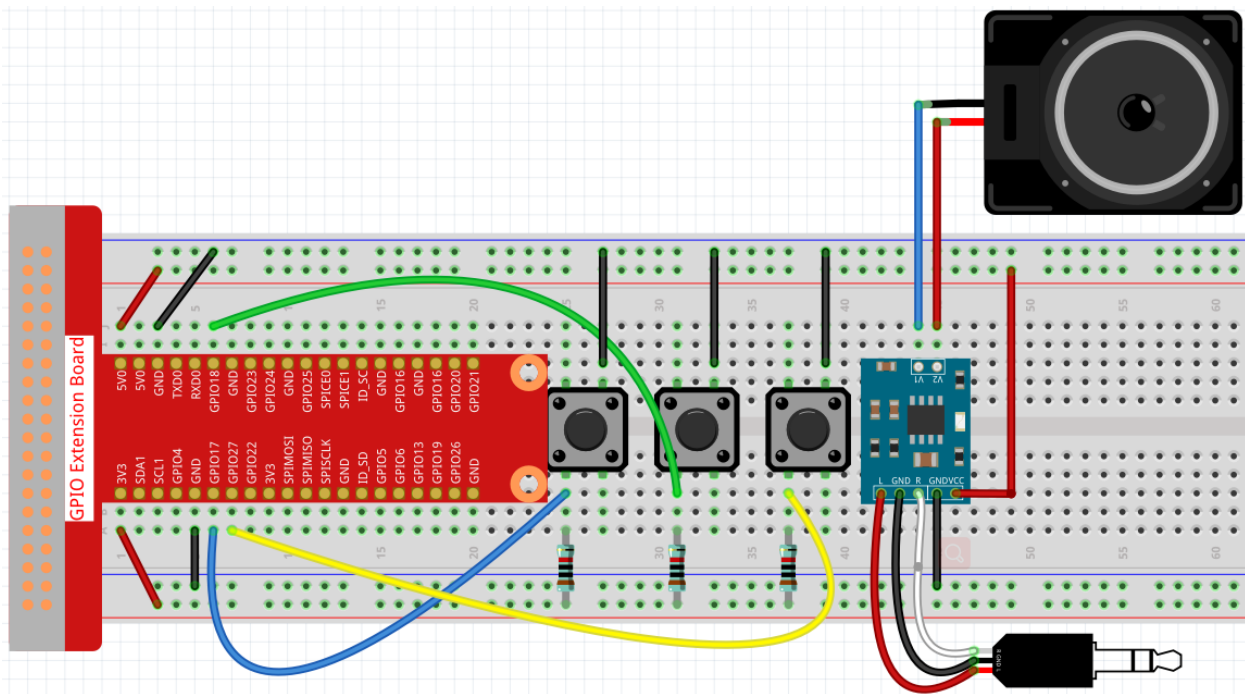 1
5
15
20
25
30
35
40
50
55
60
J
GPIO Extension Board
5V0
5V0
GND
TXD0
RXD0
GPIO18
GND
GPIO23
GPIO24
GND
GPIO25
SPICE0
SPICE1
ID_SC
GND
GPIO16
GND
GPIO16
GPIO20
GPIO21
3V3
SDA1
SCL1
GPIO4
GND
GPIO17
GPIO27
GPIO22
3V3
SPIMOSI
SPIMISO
SPISCLK
GND
ID_SD
GPIO5
GPIO6
GPIO13
GPIO19
GPIO26
GND
V1 V2
L GND R GND VCC
B
A
1
15
20
25
30
35
40
50
55
60
R GND L